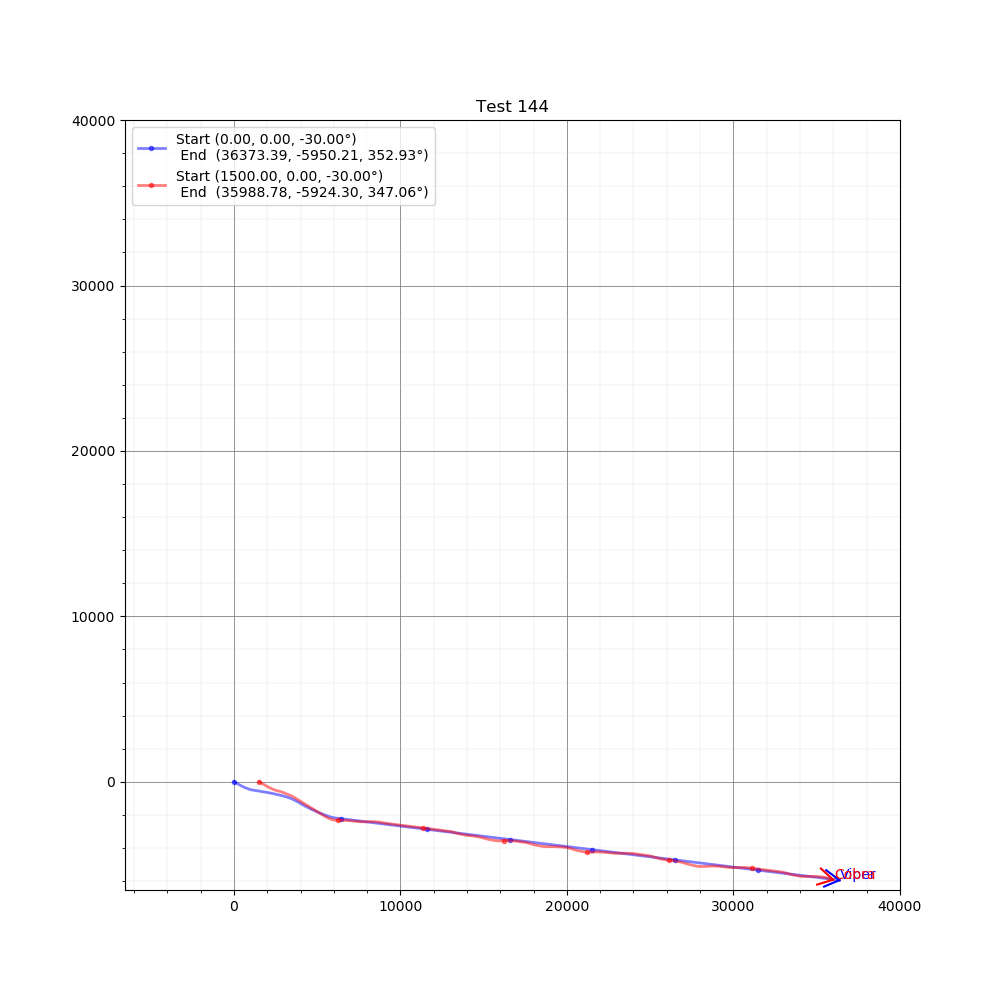 Test 144
Start (0.00, 0.00, -30.00°)
End  (36373.39, -5950.21, 352.93°)
Start (1500.00, 0.00, -30.00°)
End  (35988.78, -5924.30, 347.06°)
40000
30000
20000
10000
0
Viper
0
10000
20000
30000
40000